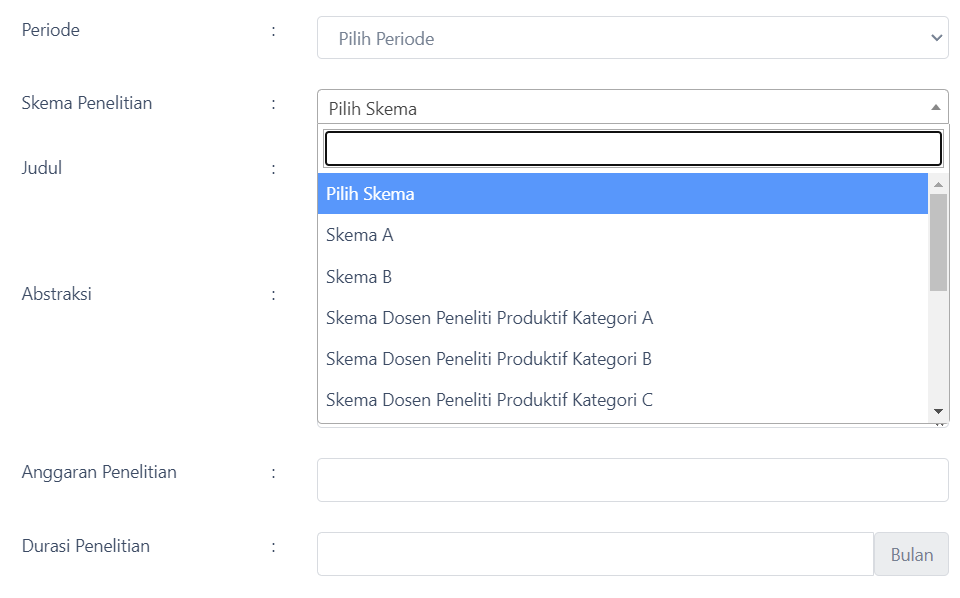 Periode : Pilih Periode
Skema Penelitian : Pilih Skema
Judul :
Pilih Skema
Skema A
Skema B
Abstraksi :
Skema Dosen Peneliti Produktif Kategori A
Skema Dosen Peneliti Produktif Kategori B
Skema Dosen Peneliti Produktif Kategori C
Anggaran Penelitian :
Durasi Penelitian : Bulan